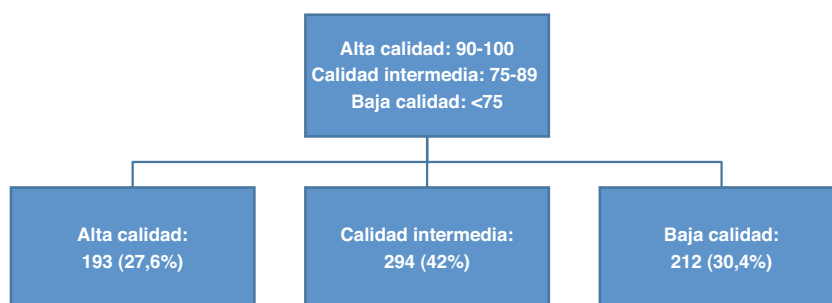 Alta calidad: 90-100
Calidad intermedia: 75-89
Baja calidad: <75
Alta calidad:
193 (27,6%)
Calidad intermedia:
294 (42%)
Baja calidad:
212 (30,4%)